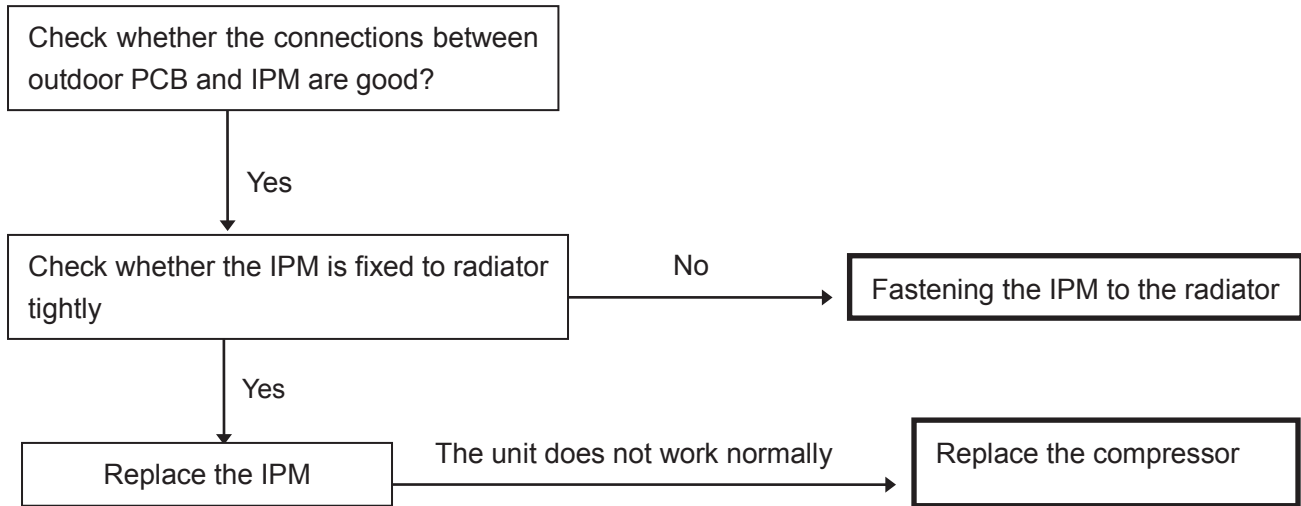 Check whether the connections between
outdoor PCB and IPM are good?
Yes
Check whether the IPM is fixed to radiator
tightly
No
Fastening the IPM to the radiator
Yes
Replace the IPM
The unit does not work normally
Replace the compressor